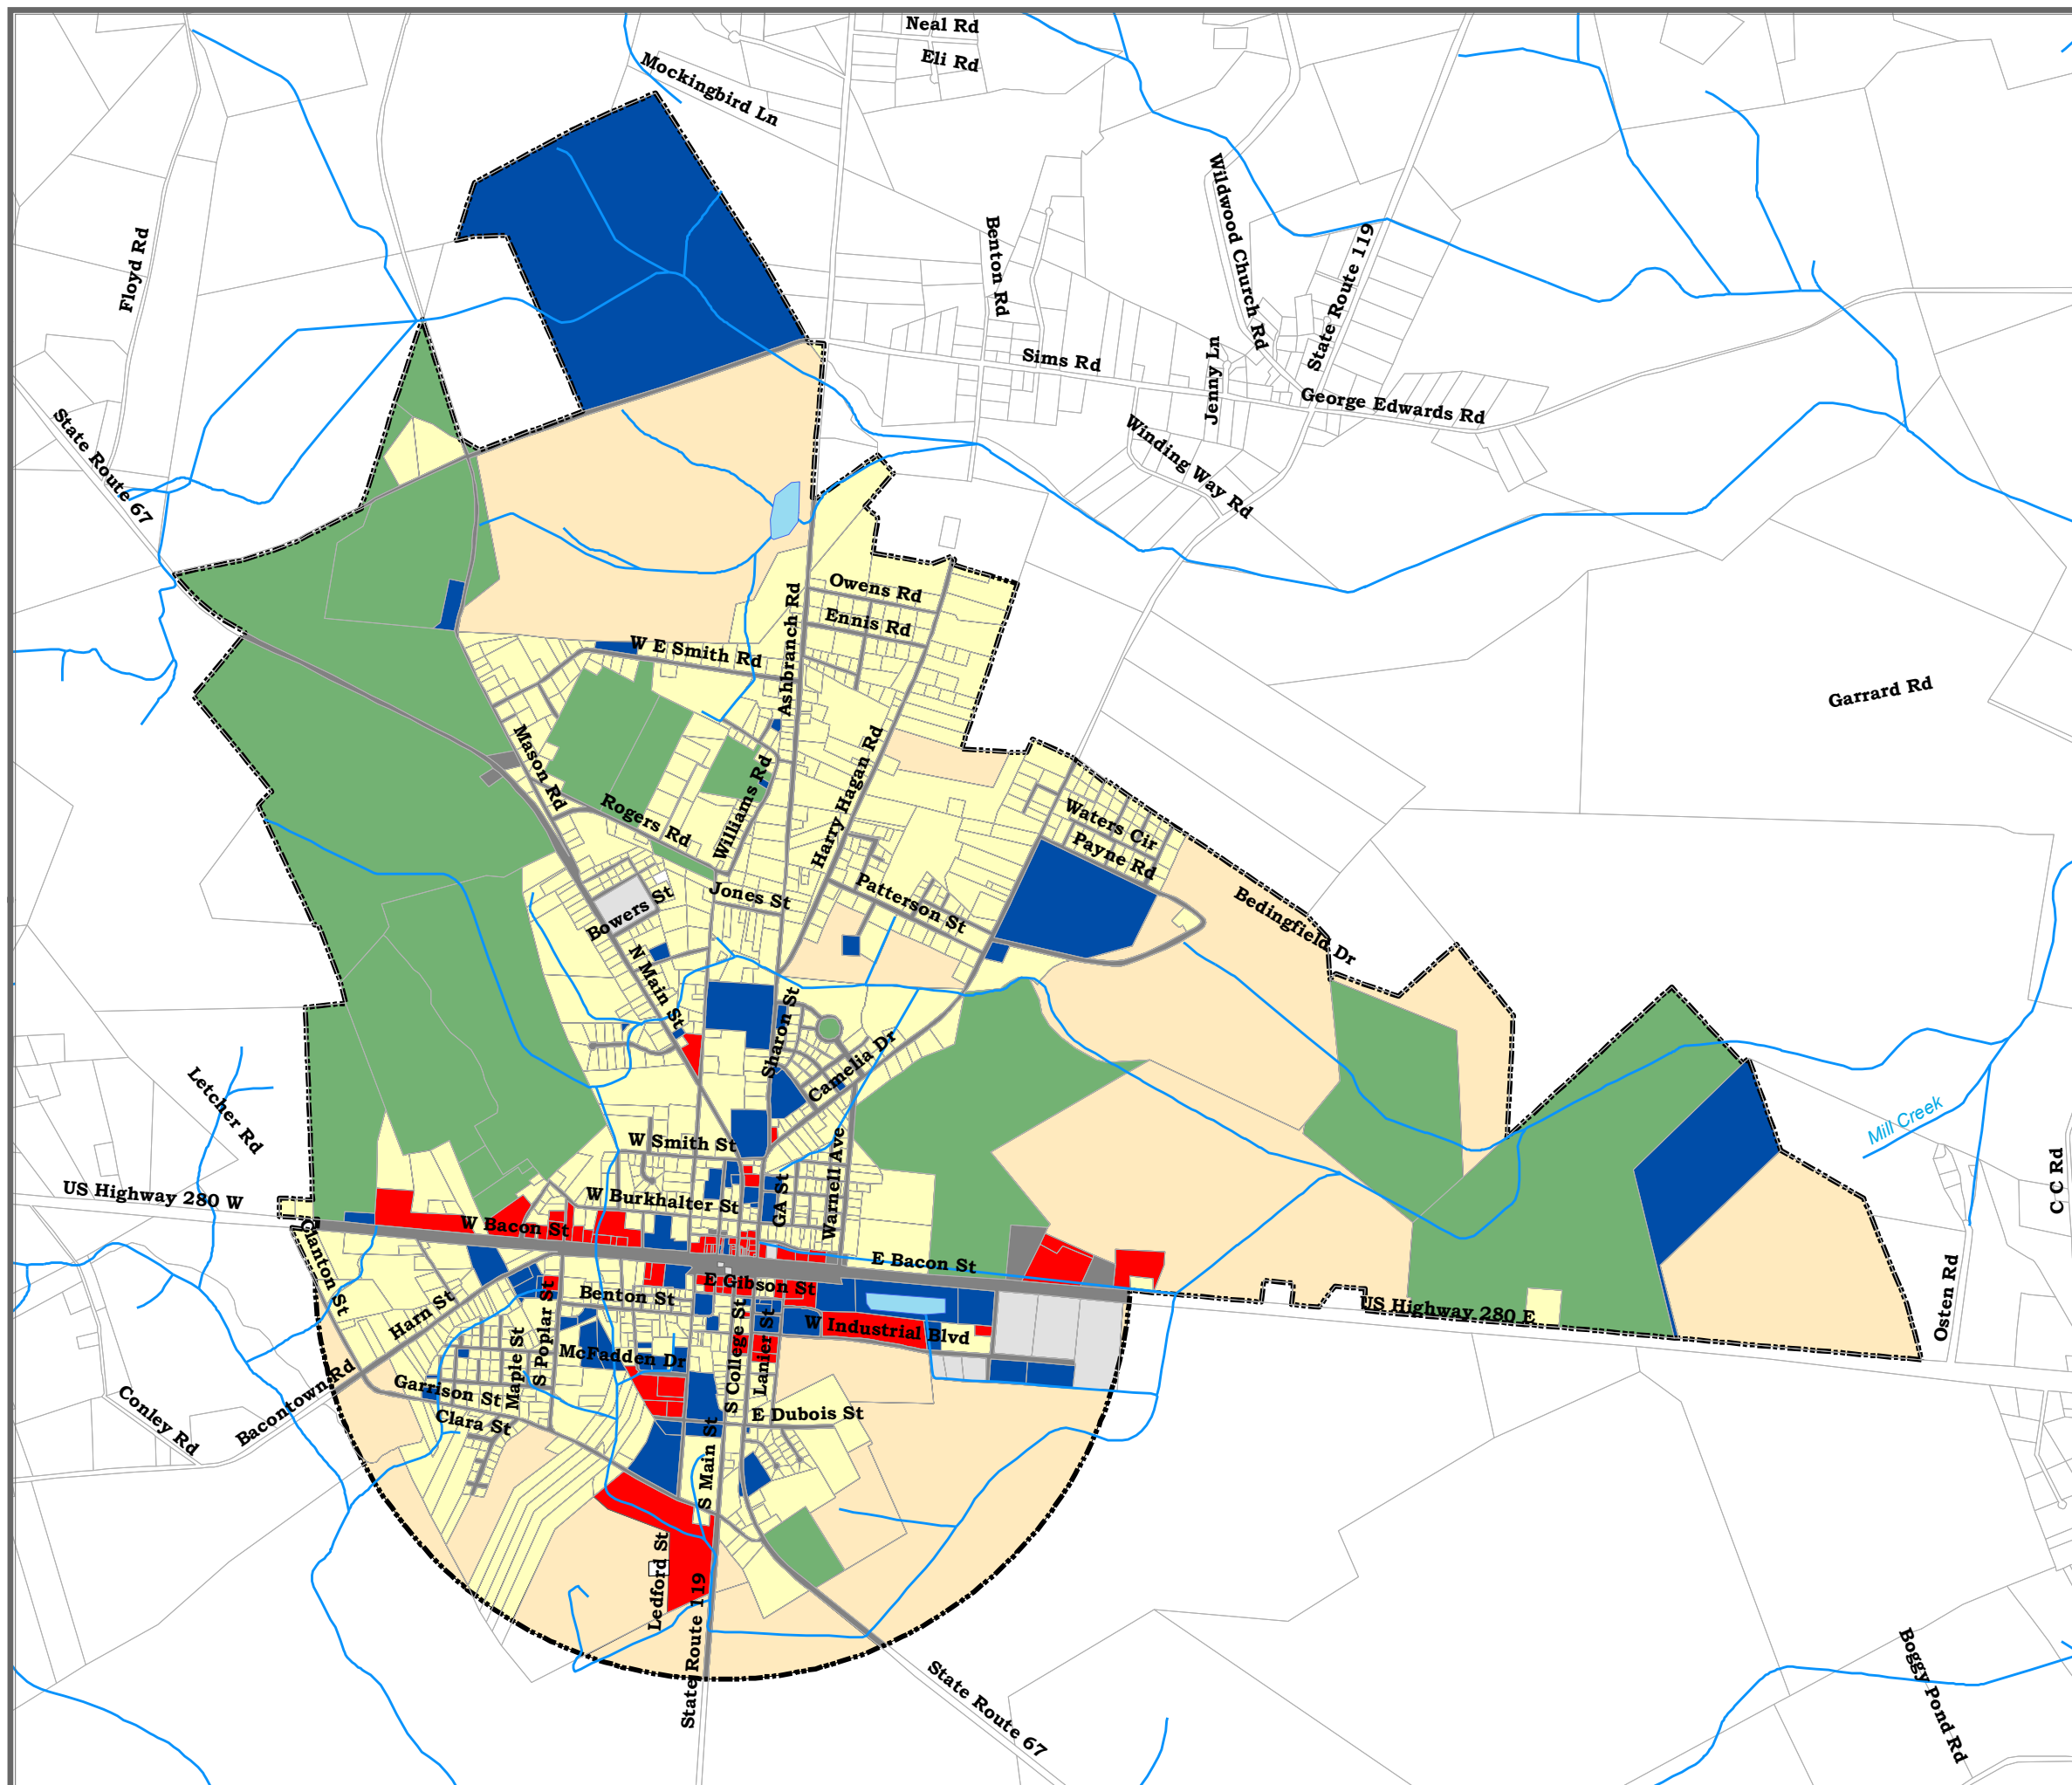 Neal Rd
Eli Rd
Mockingbird Ln
Floyd Rd
Benton Rd
Wildwood Church Rd
State Route 119
Sims Rd
Jenny Ln
George Edwards Rd
Winding Way Rd
State Route 67
Owens Rd
Ennis Rd
W E Smith Rd
Ashbranch Rd
Garrard Rd
Mason Rd
Rogers Rd
Williams Rd
Harry Hagan Rd
Waters Cir
Payne Rd
Jones St
Patterson St
Bowers St
Bedingfield Dr
N Main St
Sharon St
Camelia Dr
Letcher Rd
Mill Creek
W Smith St
Warnell Ave
C C Rd
US Highway 280 W
W Burkhalter St
GA St
W Bacon St
Glanton St
E Bacon St
E Gibson St
Benton St
Harn St
US Highway 280 E
Osten Rd
W Industrial Blvd
S Poplar St
Maple St
McFadden Dr
S College St
Lanier St
Garrison St
Bacontown Rd
Conley Rd
Clara St
E Dubois St
S Main St
Ledford St
State Route 119
State Route 67
Boggy Pond Rd